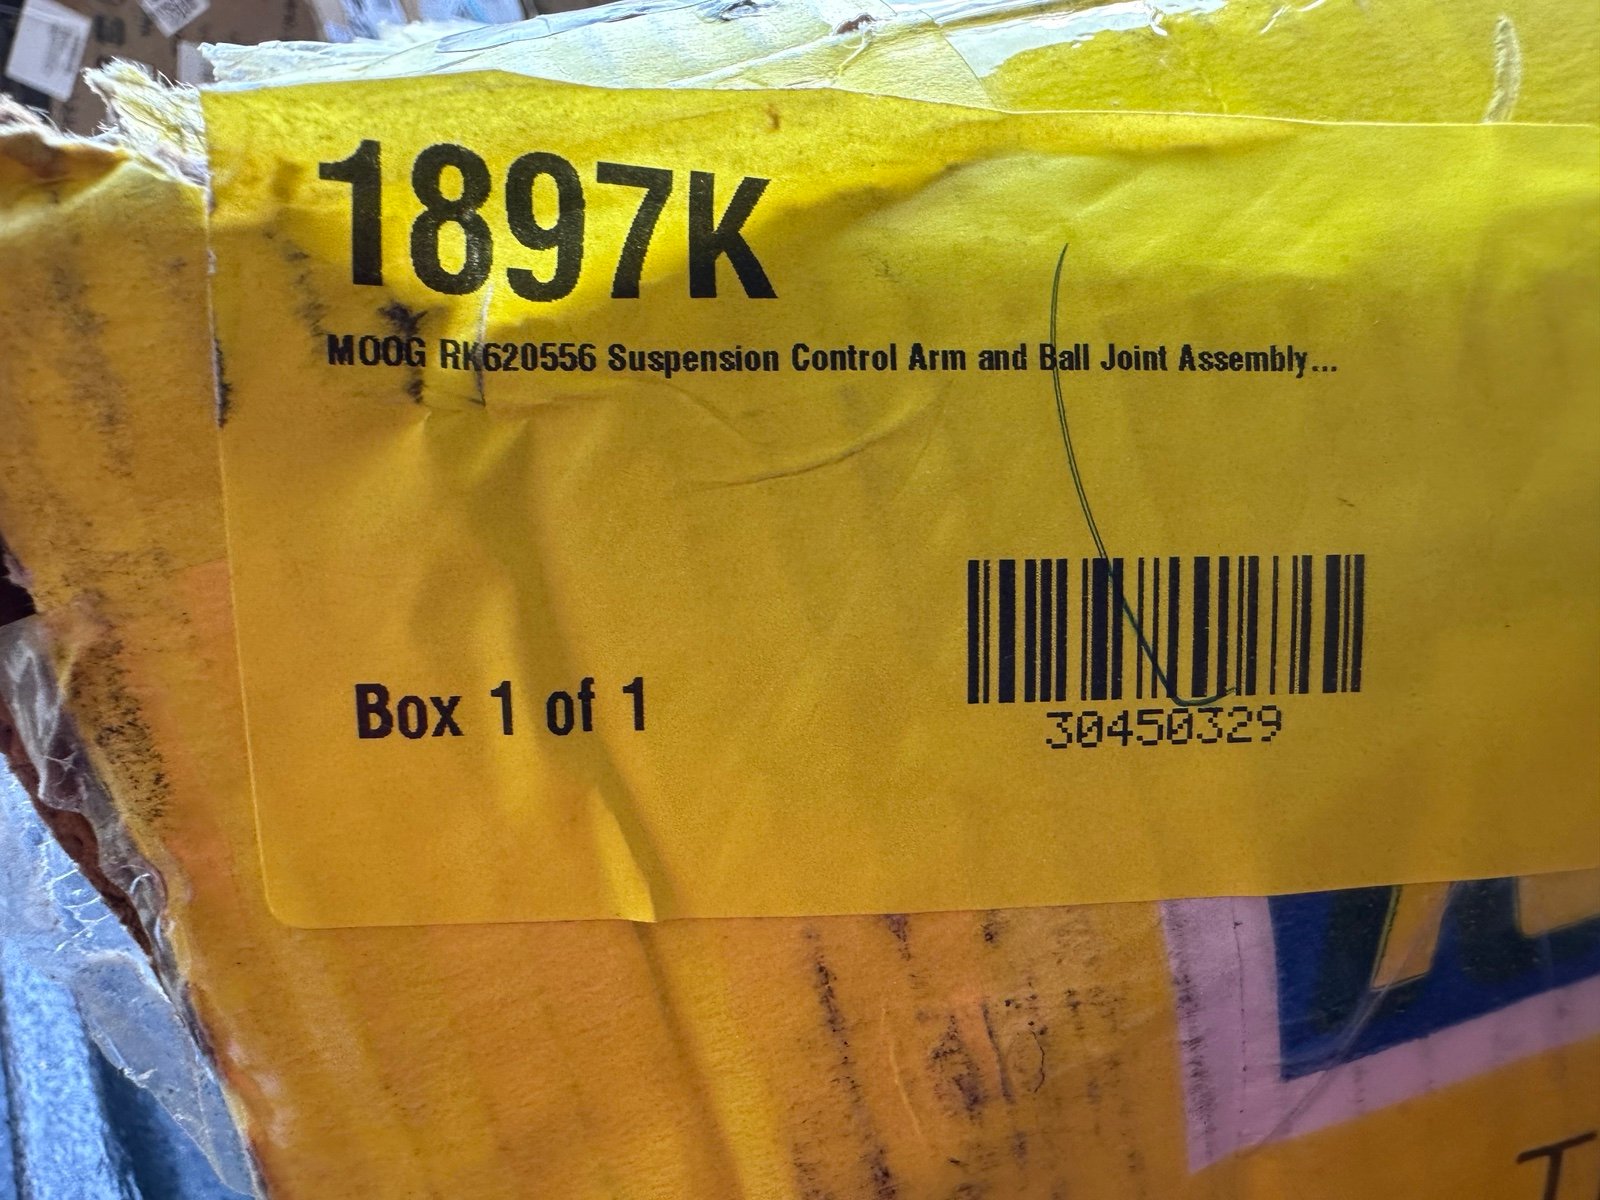 1897K
MOOG RK620556 Suspension Control Arm and Ball Joint Assembly...
Box 1 of 1
30450329